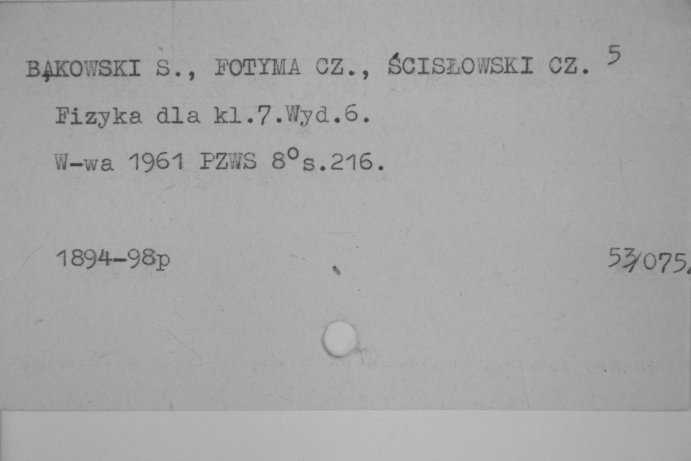 BĄKOWSKI S., FOTYMA CZ., ŚCISŁOWSKI CZ. 5
Fizyka dla kl.7.Wyd.6.
W-wa 1961 PZWS 8° s.216.
1894-98p 53/075/